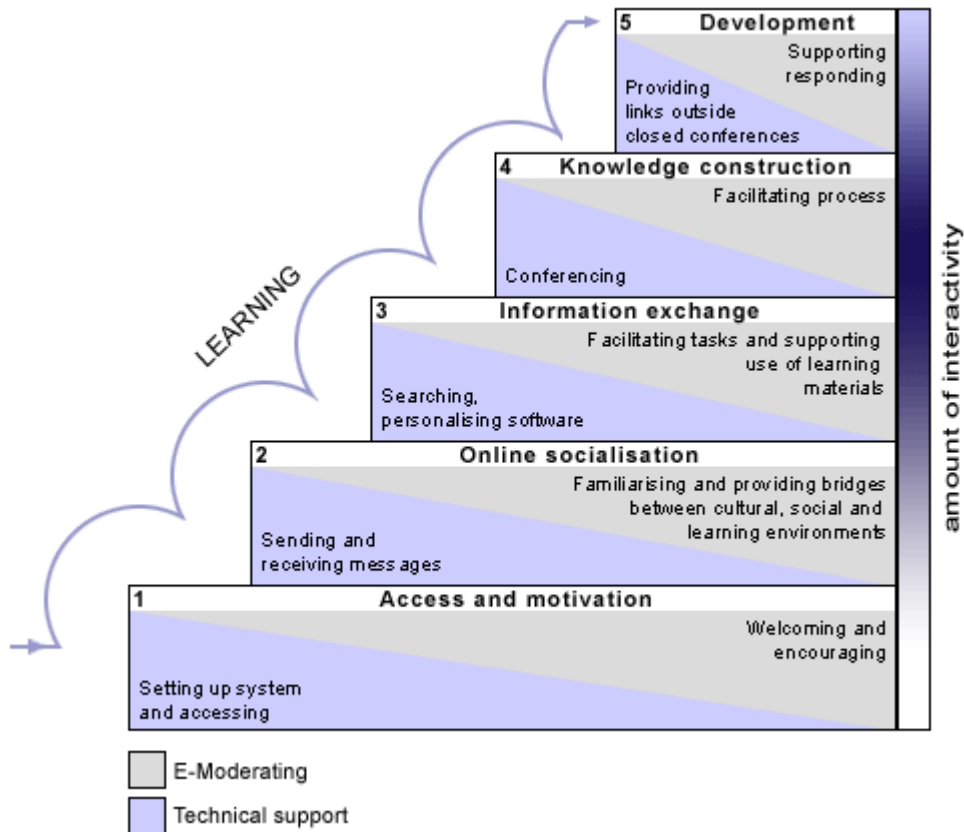 5 Development
Supporting
responding
Providing
links outside
closed conferences
4 Knowledge construction
Facilitating process
Conferencing
3 Information exchange
Facilitating tasks and supporting
use of learning
materials
Searching,
personalising software
2 Online socialisation
Familiarising and providing bridges
between cultural, social and
learning environments
Sending and
receiving messages
1 Access and motivation
Welcoming and
encouraging
Setting up system
and accessing
LEARNING
amount of interactivity
E-Moderating
Technical support